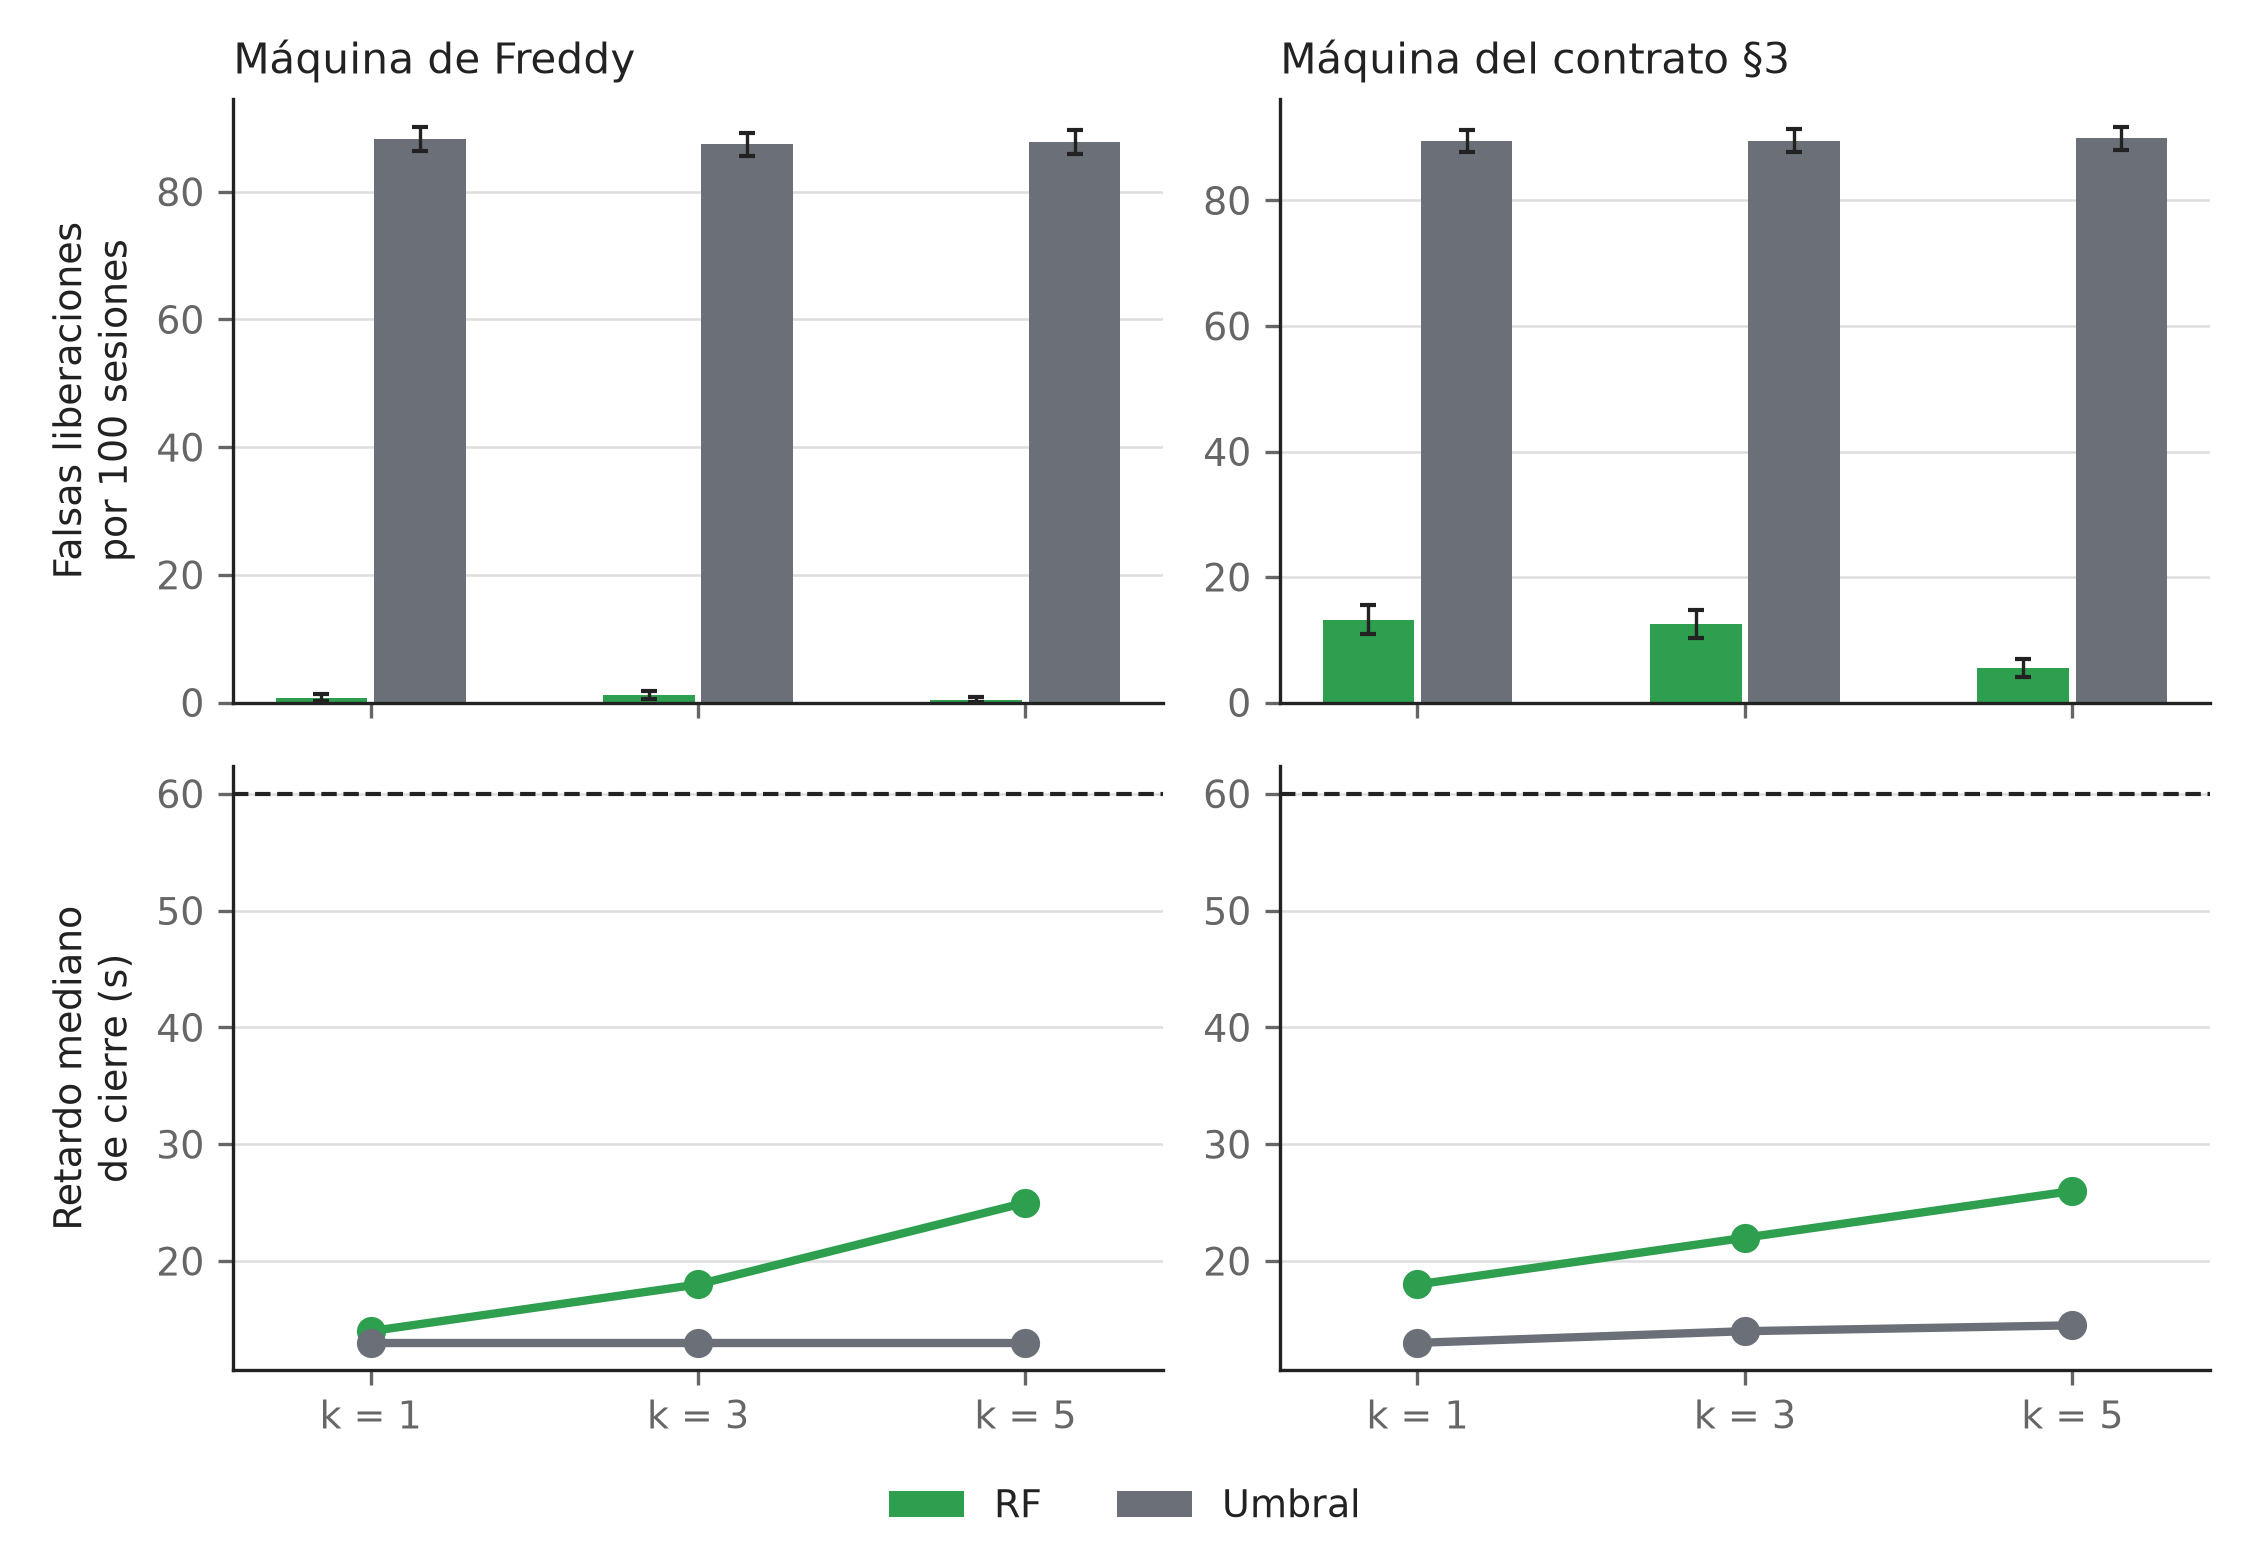 Máquina de Freddy
Máquina del contrato §3
Falsas liberaciones
por 100 sesiones
80
60
40
20
0
80
60
40
20
0
Retardo mediano
de cierre (s)
60
50
40
30
20
60
50
40
30
20
k = 1
k = 3
k = 5
k = 1
k = 3
k = 5
RF
Umbral